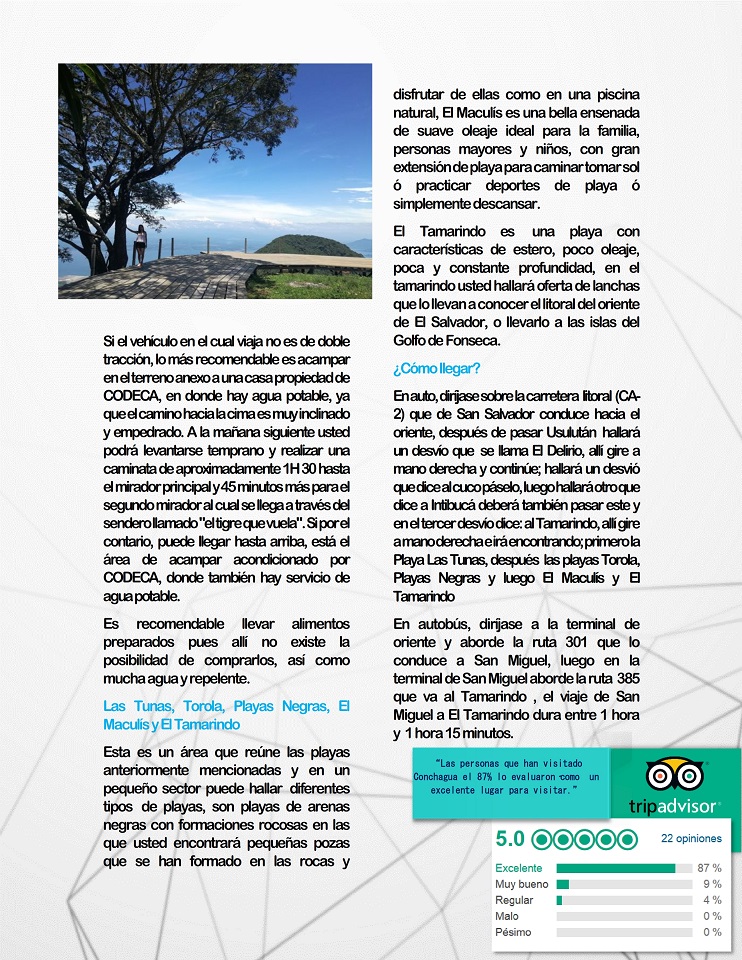 Si el vehículo en el cual viaja no es de doble
tracción, lo más recomendable es acampar
en el terreno anexo a una casa propiedad de
CODECA, en donde hay agua potable, ya
que el camino hacia la cima es muy inclinado
y empedrado. A la mañana siguiente usted
podrá levantarse temprano y realizar una
caminata de aproximadamente 1H 30 hasta
el mirador principal y 45 minutos más para el
segundo mirador al cual se llega a través del
sendero llamado "el tigre que vuela". Si por el
contario, puede llegar hasta arriba, está el
área de acampar acondicionado por
CODECA, donde también hay servicio de
agua potable.
Es recomendable llevar alimentos
preparados pues allí no existe la
posibilidad de comprarlos, así como
mucha agua y repelente.
Las Tunas, Torola, Playas Negras, El
Maculís y El Tamarindo
Esta es un área que reúne las playas
anteriormente mencionadas y en un
pequeño sector puede hallar diferentes
tipos de playas, son playas de arenas
negras con formaciones rocosas en las
que usted encontrará pequeñas pozas
que se han formado en las rocas y
disfrutar de ellas como en una piscina
natural, El Maculís es una bella ensenada
de suave oleaje ideal para la familia,
personas mayores y niños, con gran
extensión de playa para caminar tomar sol
ó practicar deportes de playa ó
simplemente descansar.
El Tamarindo es una playa con
características de estero, poco oleaje,
poca y constante profundidad, en el
tamarindo usted hallará oferta de lanchas
que lo llevan a conocer el litoral del oriente
de El Salvador, o llevarlo a las islas del
Golfo de Fonseca.
¿Cómo llegar?
En auto, diríjase sobre la carretera litoral (CA-
2) que de San Salvador conduce hacia el
oriente, después de pasar Usulután hallará
un desvío que se llama El Delirio, allí gire a
mano derecha y continúe; hallará un desvió
que dice al cuco páselo, luego hallará otro que
dice a Intibucá deberá también pasar este y
en el tercer desvío dice: al Tamarindo, allí gire
a mano derecha e irá encontrando; primero la
Playa Las Tunas, después las playas Torola,
Playas Negras y luego El Maculís y El
Tamarindo
En autobús, diríjase a la terminal de
oriente y aborde la ruta 301 que lo
conduce a San Miguel, luego en la
terminal de San Miguel aborde la ruta 385
que va al Tamarindo , el viaje de San
Miguel a El Tamarindo dura entre 1 hora
y 1 hora 15 minutos.
"Las personas que han visitado
Conchagua el 87% lo evaluaron como un
excelente lugar para visitar."
tripadvisor®
5.0 22 opiniones
Excelente 87 %
Muy bueno 9 %
Regular 4 %
Malo 0 %
Pésimo 0 %